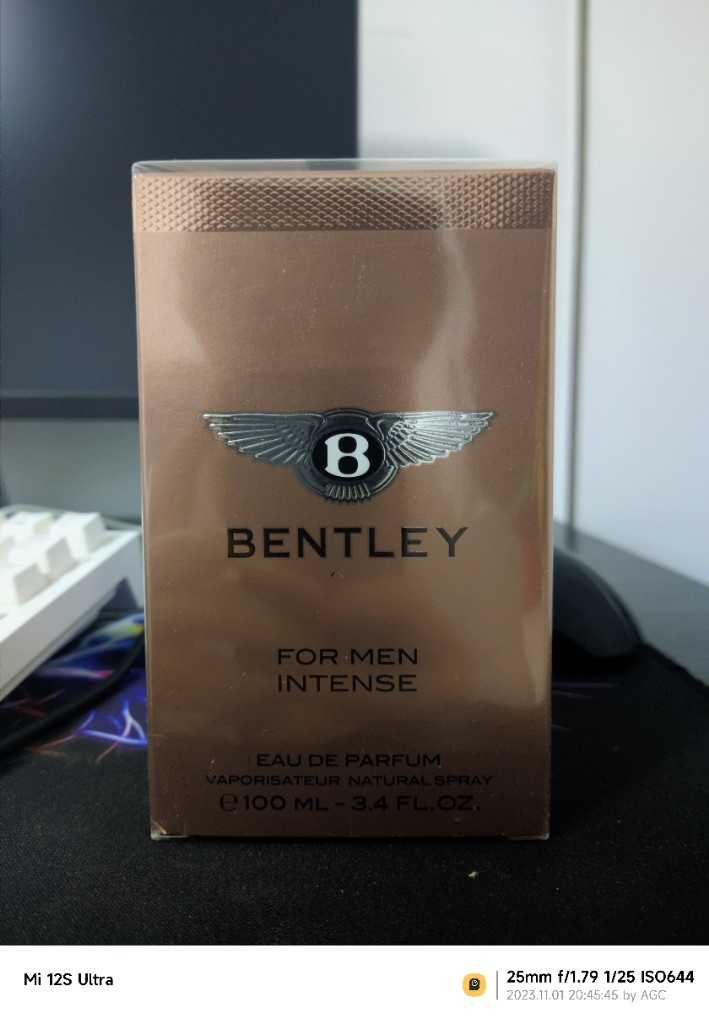 B
BENTLEY
FOR MEN
INTENSE
EAU DE PARFUM
VAPORISATEUR NATURAL SPRAY
℮100 ML - 3.4 FL.OZ.
Mi 12S Ultra
25mm f/1.79 1/25 ISO644
2023.11.01 20:45:45 by AGC